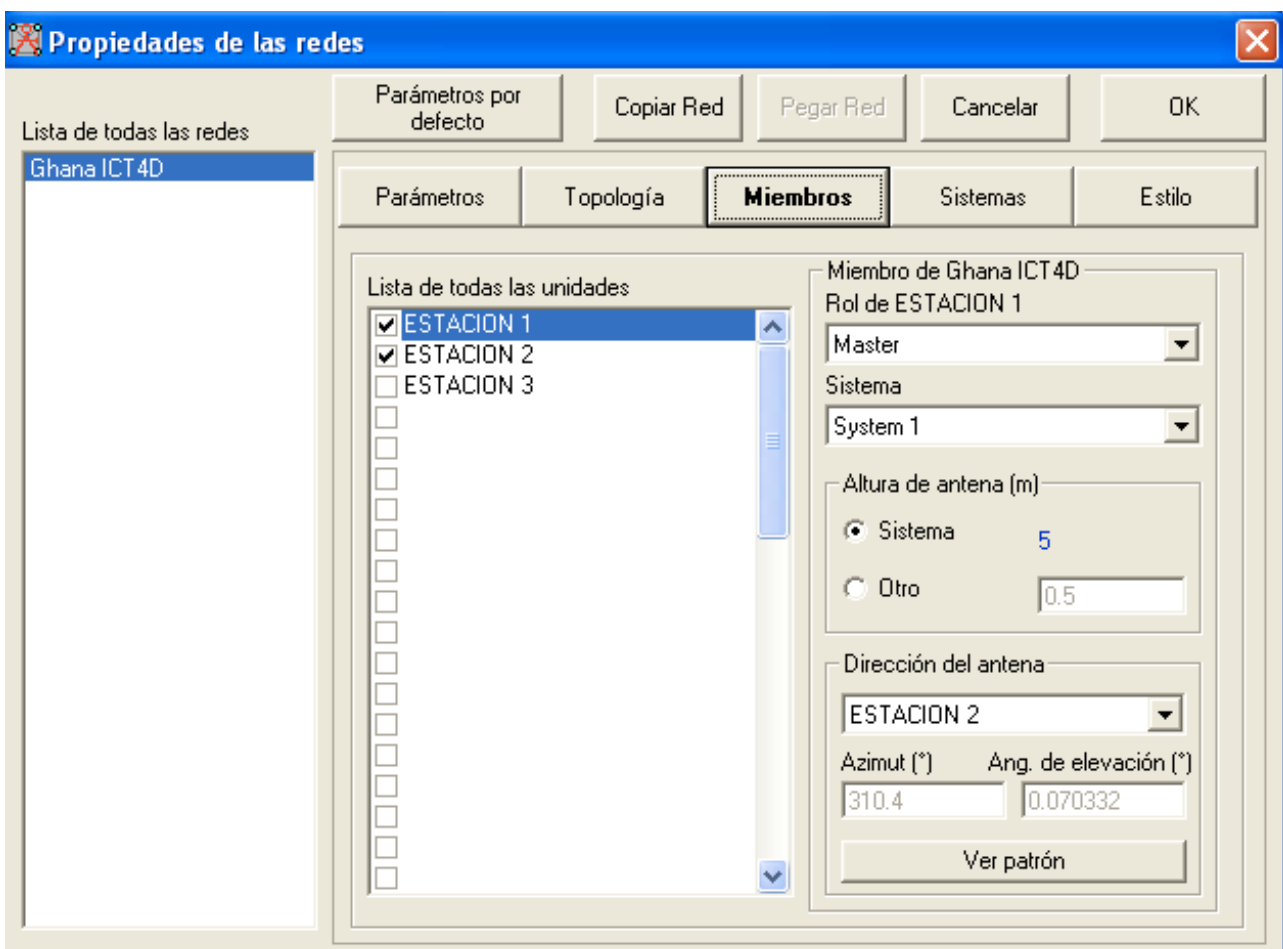 Propiedades de las redes
Parámetros por
defecto
Copiar Red
Pegar Red
Cancelar
OK
Lista de todas las redes
Ghana ICT4D
Parámetros
Topología
Miembros
Sistemas
Estilo
Lista de todas las unidades
ESTACION 1
ESTACION 2
ESTACION 3
Miembro de Ghana ICT4D
Rol de ESTACION 1
Master
Sistema
System 1
Altura de antena (m)
Sistema 5
Otro 0.5
Dirección del antena
ESTACION 2
Azimut (°) Ang. de elevación (°)
310.4 0.070332
Ver patrón